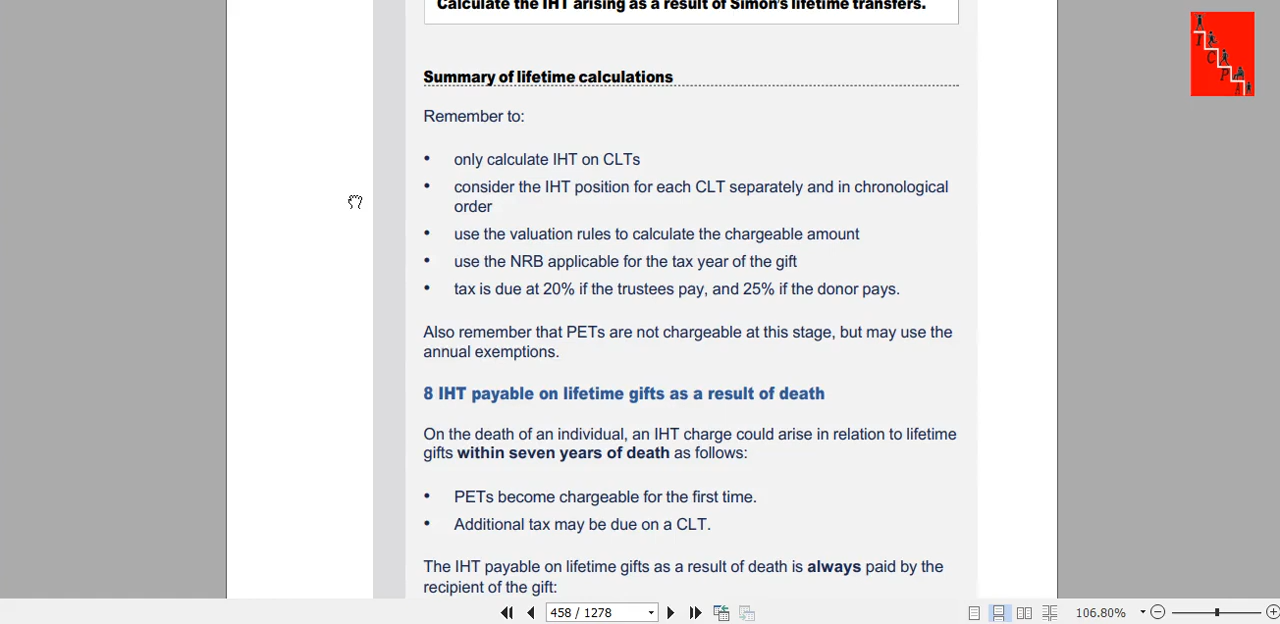 Calculate the IHT arising as a result of Simon's lifetime transfers.
Summary of lifetime calculations
Remember to:
• only calculate IHT on CLTs
• consider the IHT position for each CLT separately and in chronological
order
• use the valuation rules to calculate the chargeable amount
• use the NRB applicable for the tax year of the gift
• tax is due at 20% if the trustees pay, and 25% if the donor pays.
Also remember that PETs are not chargeable at this stage, but may use the
annual exemptions.
8 IHT payable on lifetime gifts as a result of death
On the death of an individual, an IHT charge could arise in relation to lifetime
gifts within seven years of death as follows:
• PETs become chargeable for the first time.
• Additional tax may be due on a CLT.
The IHT payable on lifetime gifts as a result of death is always paid by the
recipient of the gift:
458 / 1278
106.80%
T
C
P
A